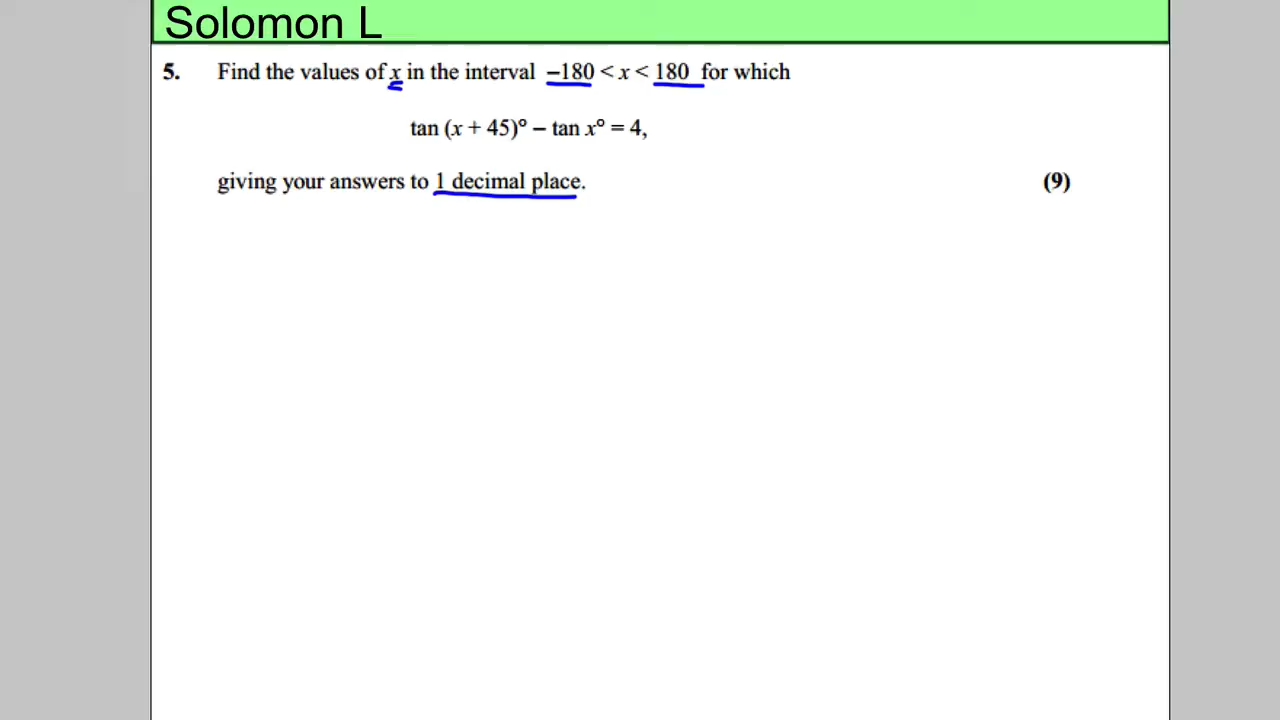 Solomon L
5. Find the values of x in the interval –180 < x < 180 for which
tan (x + 45)° – tan x° = 4,
giving your answers to 1 decimal place. (9)